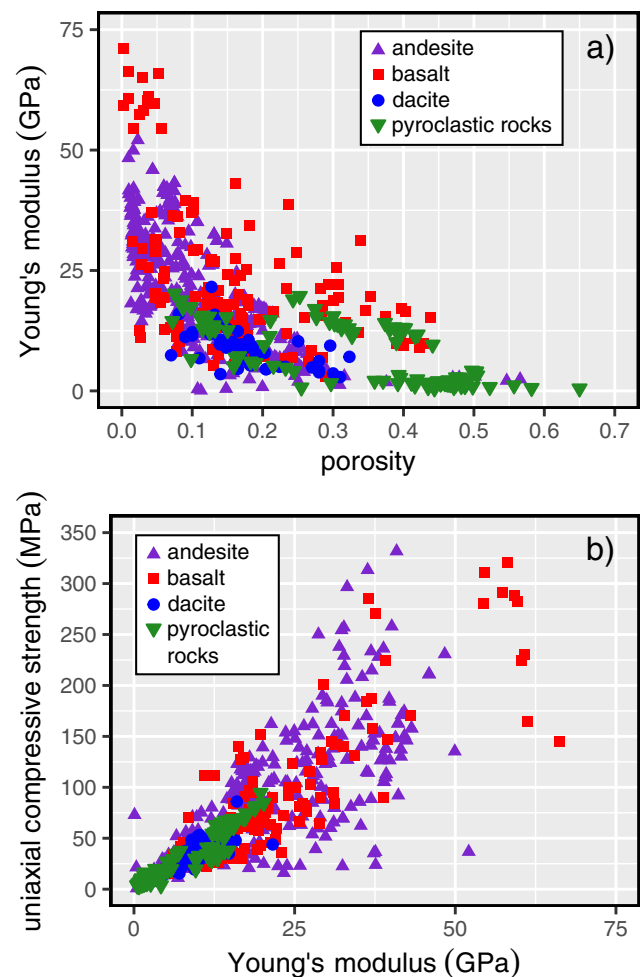 75
50
25
0
Young's modulus (GPa)
a)
andesite
basalt
dacite
pyroclastic rocks
0.0 0.1 0.2 0.3 0.4 0.5 0.6 0.7
porosity
350
300
250
200
150
100
50
0
uniaxial compressive strength (MPa)
b)
andesite
basalt
dacite
pyroclastic
rocks
0 25 50 75
Young's modulus (GPa)